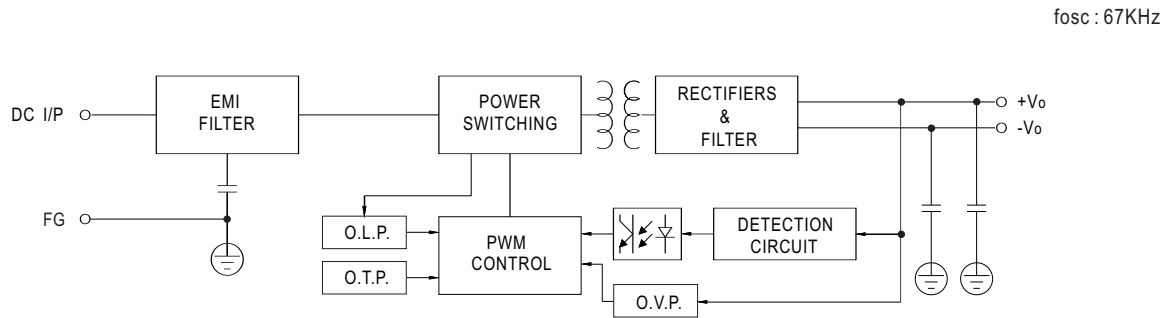 fosc : 67KHz
DC I/P
EMI
FILTER
POWER
SWITCHING
RECTIFIERS
&
FILTER
+Vo
-Vo
FG
O.L.P.
O.T.P.
PWM
CONTROL
DETECTION
CIRCUIT
O.V.P.